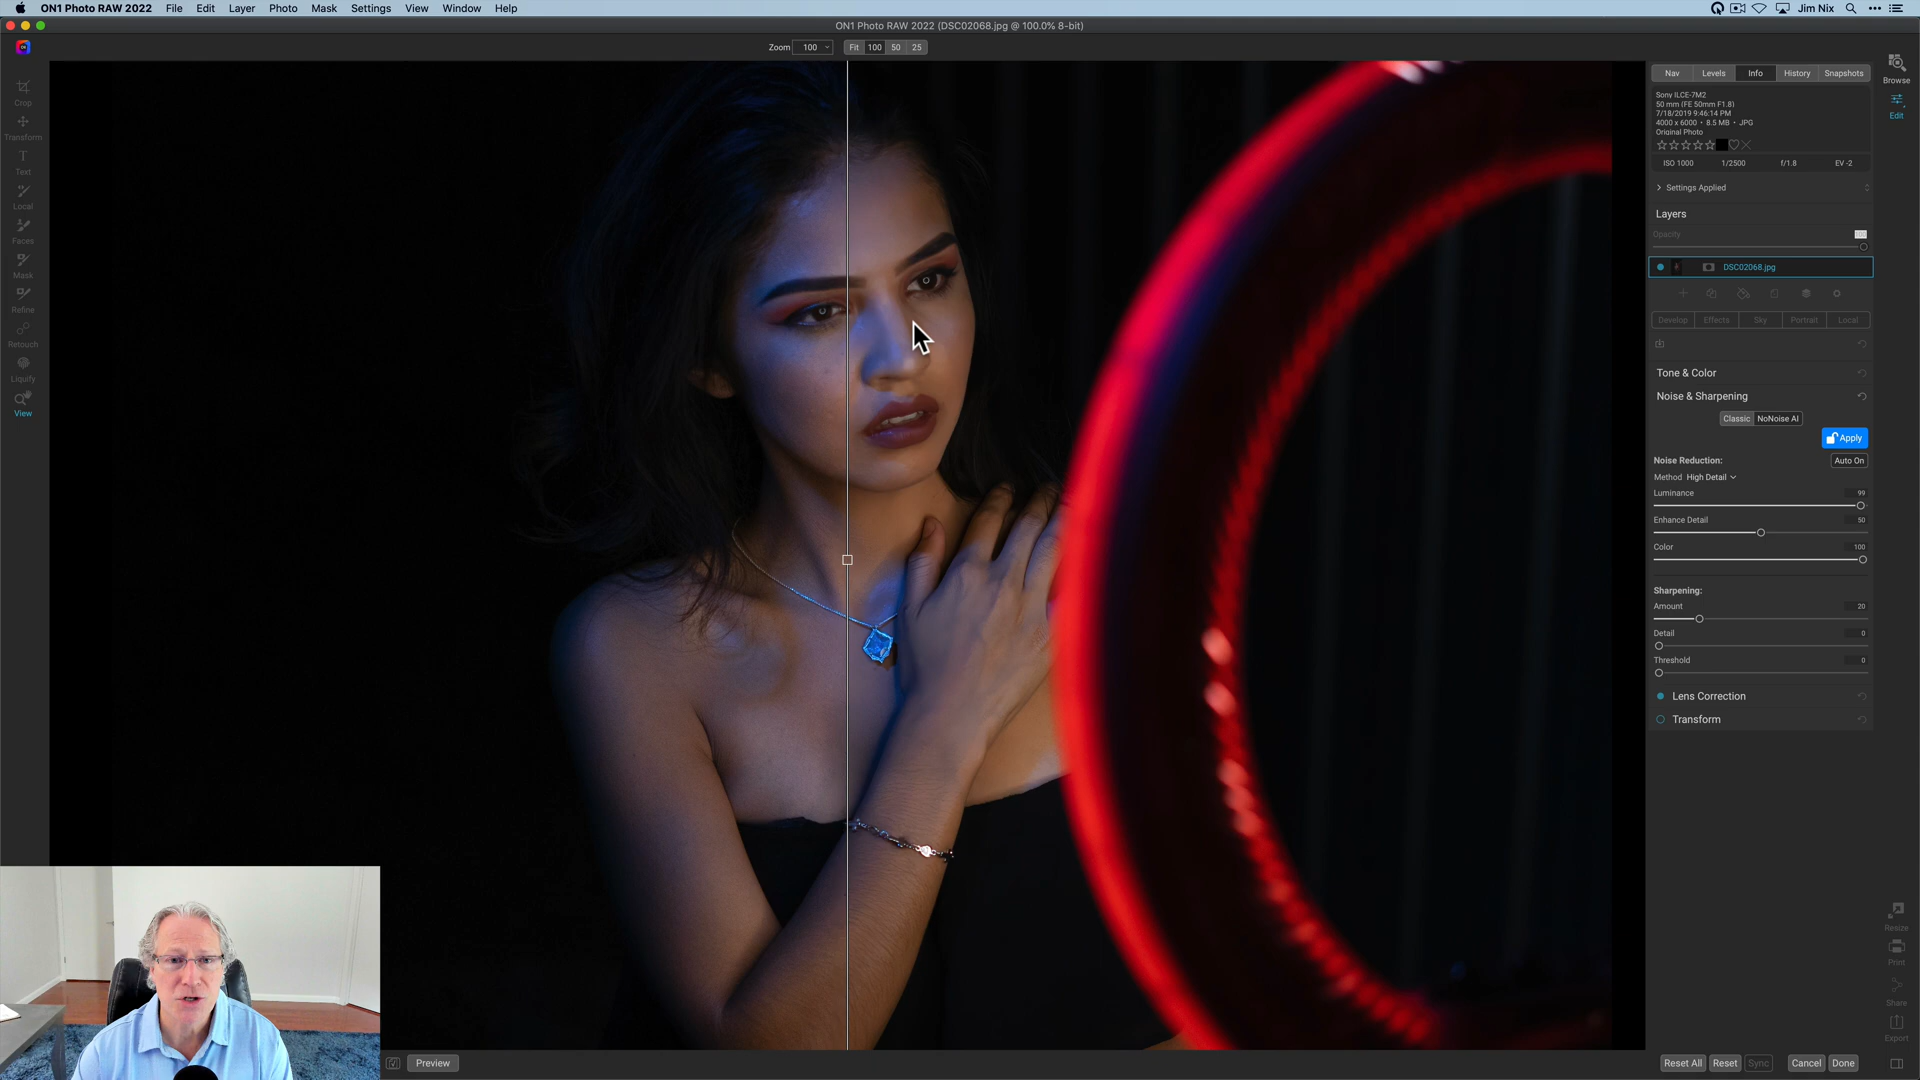 ON1 Photo RAW 2022 File Edit Layer Photo Mask Settings View Window Help Jim Nix
ON1 Photo RAW 2022 (DSC02068.jpg @ 100.0% 8-bit)
Zoom 100 Fit 100 50 25
Crop
Transform
Text
Local
Faces
Mask
Refine
Retouch
Liquify
View
Nav Levels Info History Snapshots
Sony ILCE-7M2
50 mm (FE 50mm F1.8)
7/18/2019 9:46:14 PM
4000 x 6000 • 8.5 MB • JPG
Original Photo
ISO 1000 1/2500 f/1.8 EV -2
Settings Applied
Layers
Opacity
DSC02068.jpg
Develop Effects Sky Portrait Local
Tone & Color
Noise & Sharpening
Classic NoNoise AI
Apply
Noise Reduction: Auto On
Method High Detail
Luminance 99
Enhance Detail 50
Color 100
Sharpening:
Amount 20
Detail 0
Threshold 0
Lens Correction
Transform
Browse
Edit
Resize
Print
Share
Export
Preview
Reset All Reset Sync Cancel Done